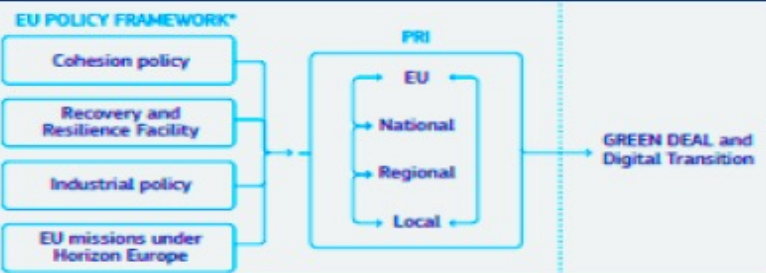 EU POLICY FRAMEWORK*
Cohesion policy
Recovery and
Resilience Facility
Industrial policy
EU missions under
Horizon Europe
PRI
EU
National
Regional
Local
GREEN DEAL and
Digital Transition